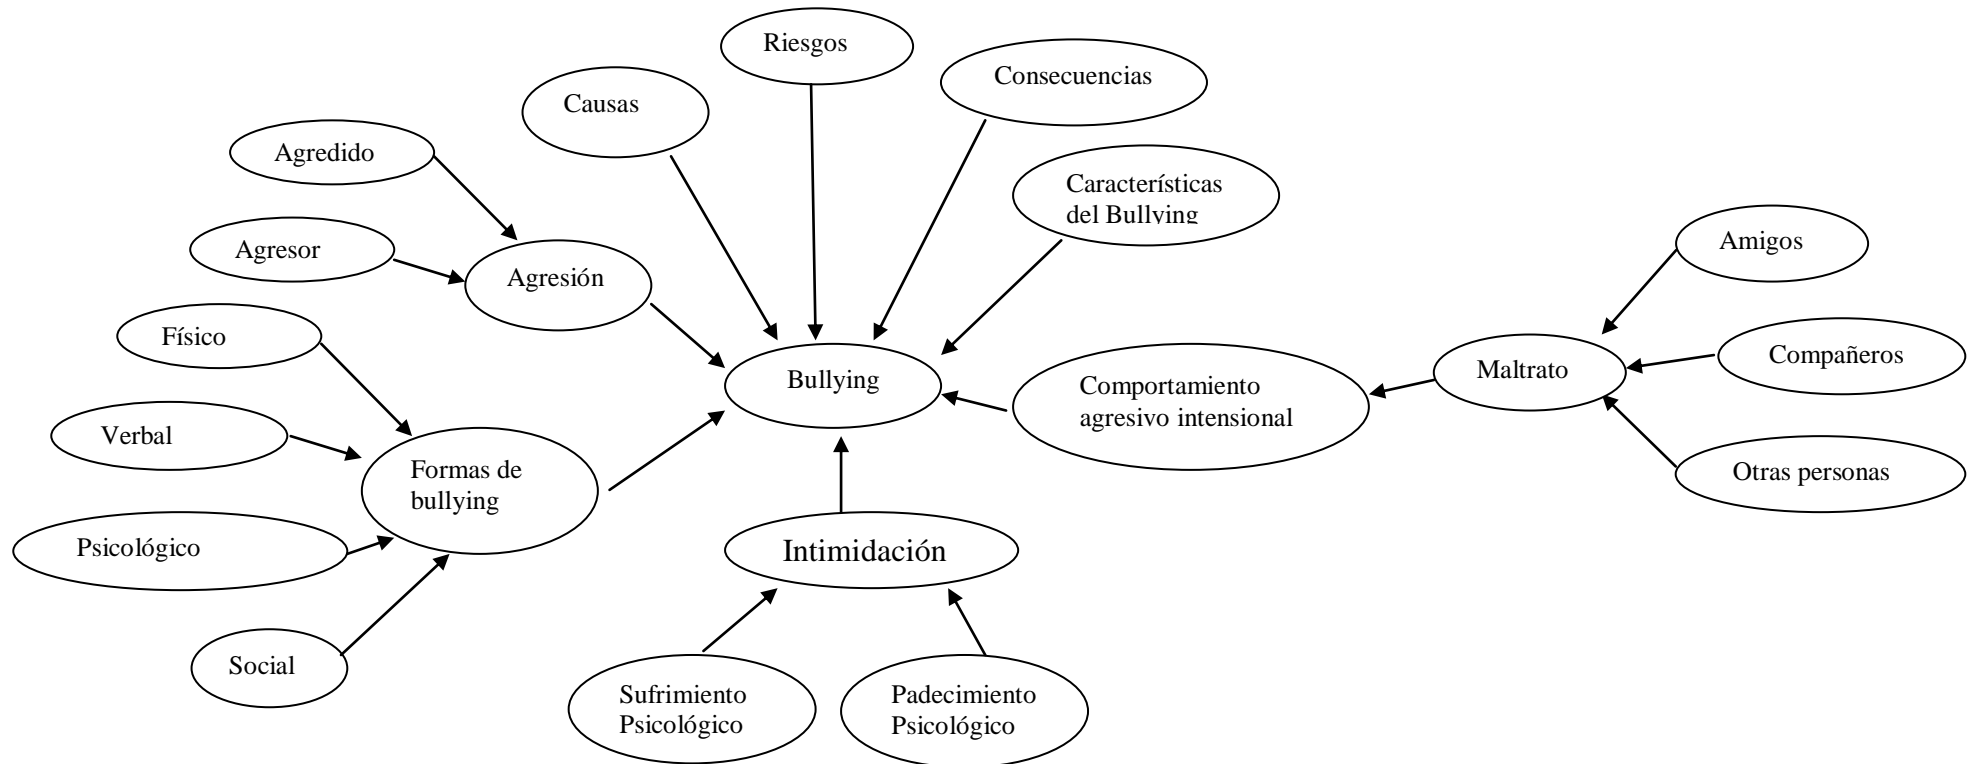 Riesgos
Consecuencias
Causas
Agredido
Característícas
del Bullying
Agresor
Amigos
Agresión
Físico
Compañeros
Maltrato
Bullying
Comportamiento
agresivo intensional
Verbal
Formas de
bullying
Otras personas
Psicológico
Intimidación
Social
Sufrimiento
Psicológico
Padecimiento
Psicológico